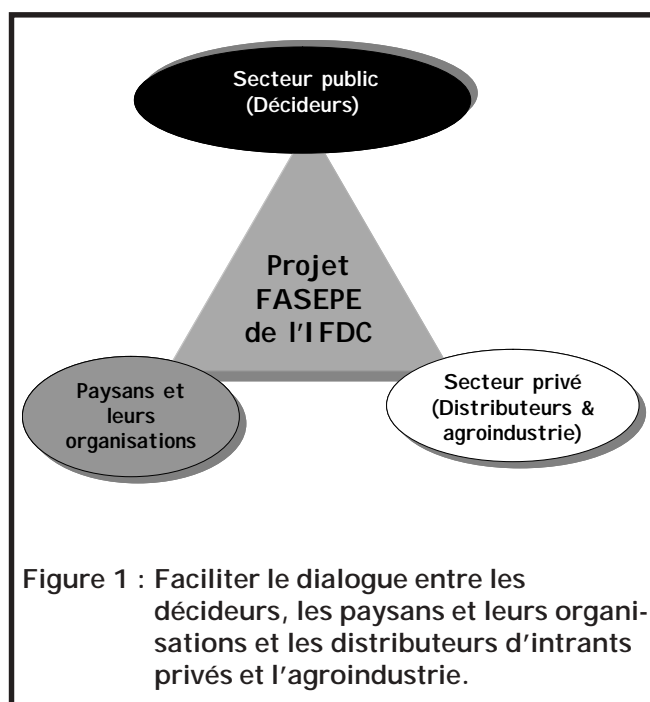 Secteur public
(Décideurs)
Projet
FASEPE
de l'IFDC
Paysans et
leurs
organisations
Secteur privé
(Distributeurs &
agroindustrie)
Figure 1 : Faciliter le dialogue entre les
décideurs, les paysans et leurs organi-
sations et les distributeurs d'intrants
privés et l'agroindustrie.